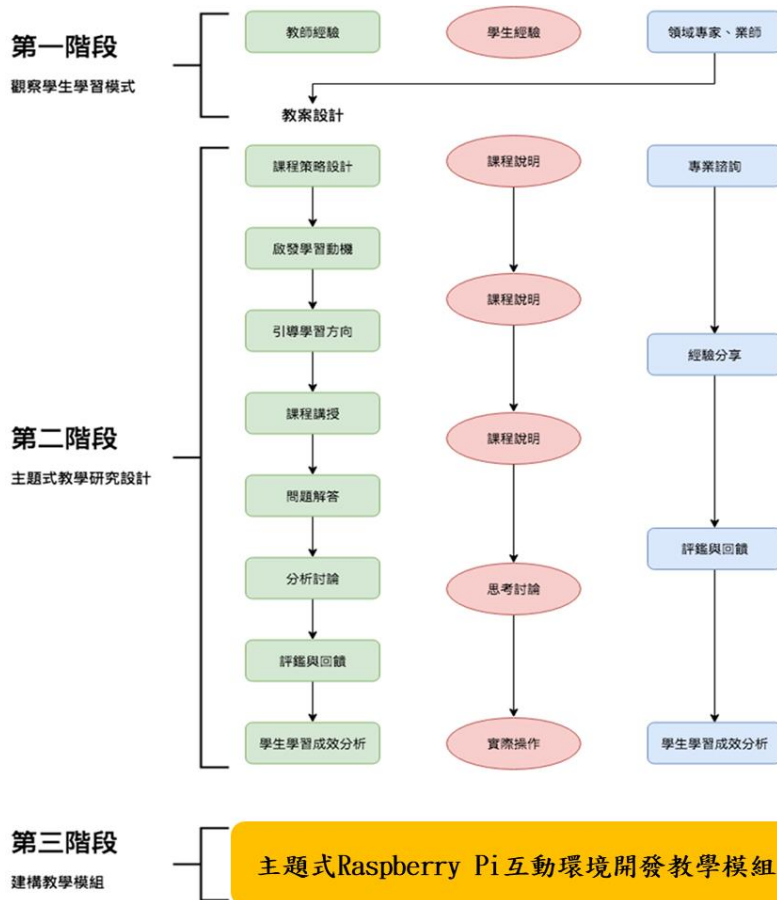 第一階段
觀察學生學習模式
教師經驗
學生經驗
領域專家、業師
教案設計
第二階段
主題式教學研究設計
課程策略設計
啟發學習動機
引導學習方向
課程講授
問題解答
分析討論
評鑑與回饋
學生學習成效分析
課程說明
課程說明
課程說明
思考討論
實際操作
專業諮詢
經驗分享
評鑑與回饋
學生學習成效分析
第三階段
建構教學模組
主題式Raspberry Pi互動環境開發教學模組